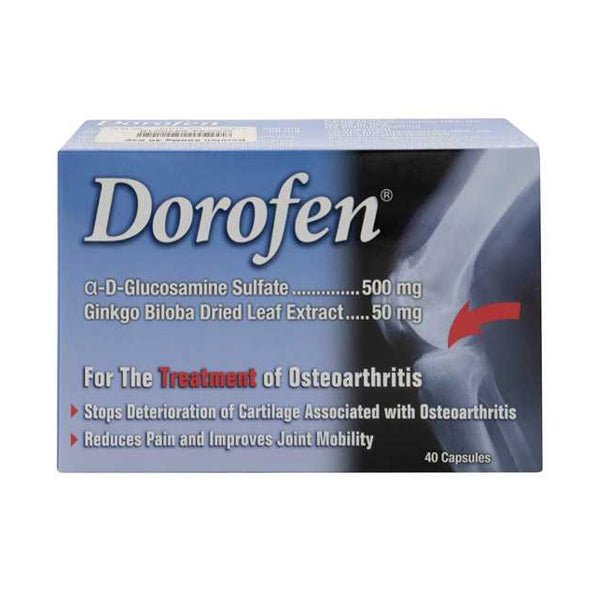 Dorofen
Dorofen®
α-D-Glucosamine Sulfate..............500 mg
Ginkgo Biloba Dried Leaf Extract.....50 mg
For The Treatment of Osteoarthritis
Stops Deterioration of Cartilage Associated with Osteoarthritis
Reduces Pain and Improves Joint Mobility
40 Capsules